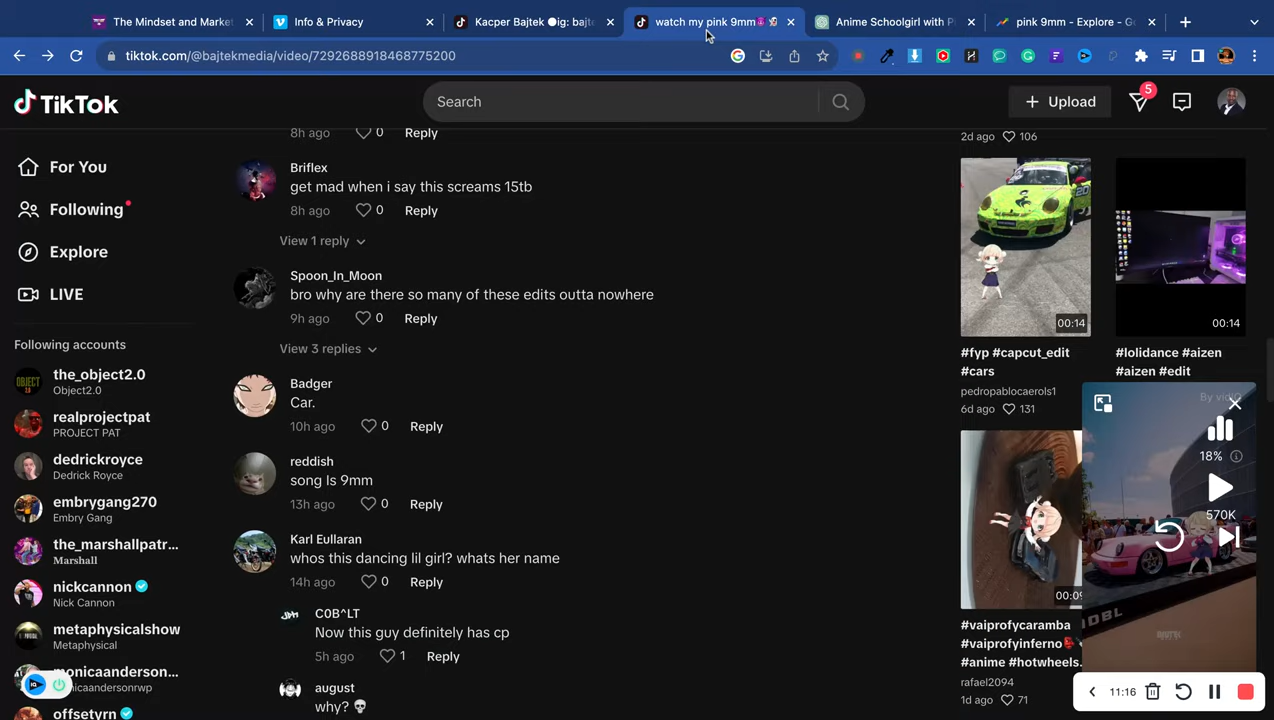 The Mindset and Market
Info & Privacy
Kacper Bajtek ig: bajt
watch my pink 9mm
Anime Schoolgirl with P
pink 9mm - Explore - G
tiktok.com/@bajtekmedia/video/7292688918468775200
TikTok
Search
Upload
5
8h ago 0 Reply
2d ago 106
For You
Following
Explore
LIVE
Following accounts
the_object2.0
Object2.0
realprojectpat
PROJECT PAT
dedrickroyce
Dedrick Royce
embrygang270
Embry Gang
the_marshallpatr...
Marshall
nickcannon
Nick Cannon
metaphysicalshow
Metaphysical
monicaanderson...
nicaandersonrwp
offsetyrn
Briflex
get mad when i say this screams 15tb
8h ago 0 Reply
View 1 reply
Spoon_In_Moon
bro why are there so many of these edits outta nowhere
9h ago 0 Reply
View 3 replies
Badger
Car.
10h ago 0 Reply
reddish
song Is 9mm
13h ago 0 Reply
Karl Eullaran
whos this dancing lil girl? whats her name
14h ago 0 Reply
C0B^LT
Now this guy definitely has cp
5h ago 1 Reply
august
why? 💀
00:14
00:14
#fyp #capcut_edit
#cars
pedropablocaerols1
6d ago 131
#lolidance #aizen
#aizen #edit
By vidIQ
18%
570K
00:09
#vaiprofycaramba
#vaiprofyinferno
#anime #hotwheels.
rafael2094
1d ago 71
11:16